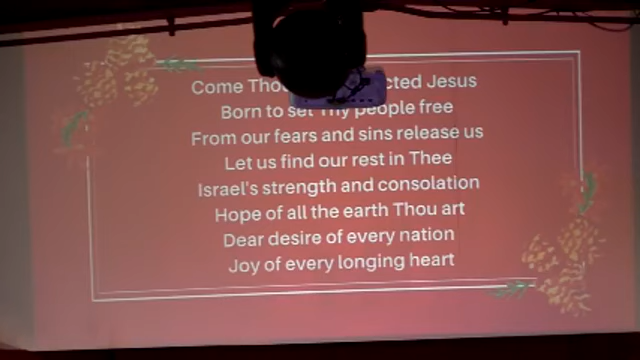 Come Thou cted Jesus
Born to set Thy people free
From our fears and sins release us
Let us find our rest in Thee
Israel's strength and consolation
Hope of all the earth Thou art
Dear desire of every nation
Joy of every longing heart